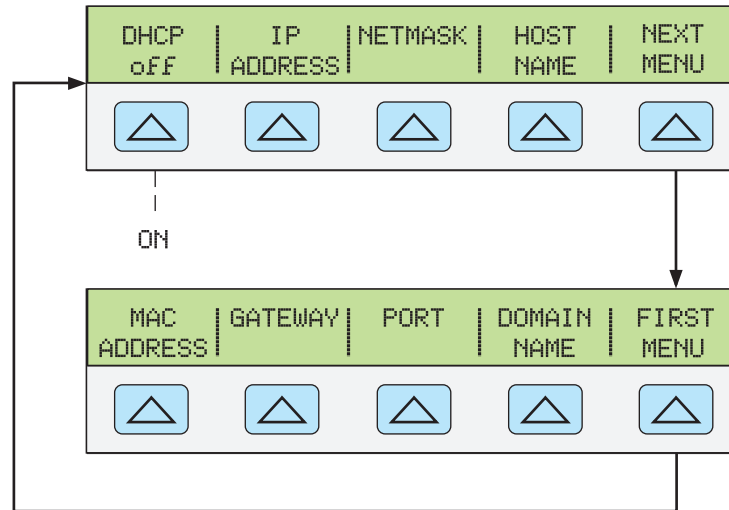 DHCP IP NETMASK HOST NEXT
off ADDRESS NAME MENU
ON
MAC GATEWAY PORT DOMAIN FIRST
ADDRESS NAME MENU